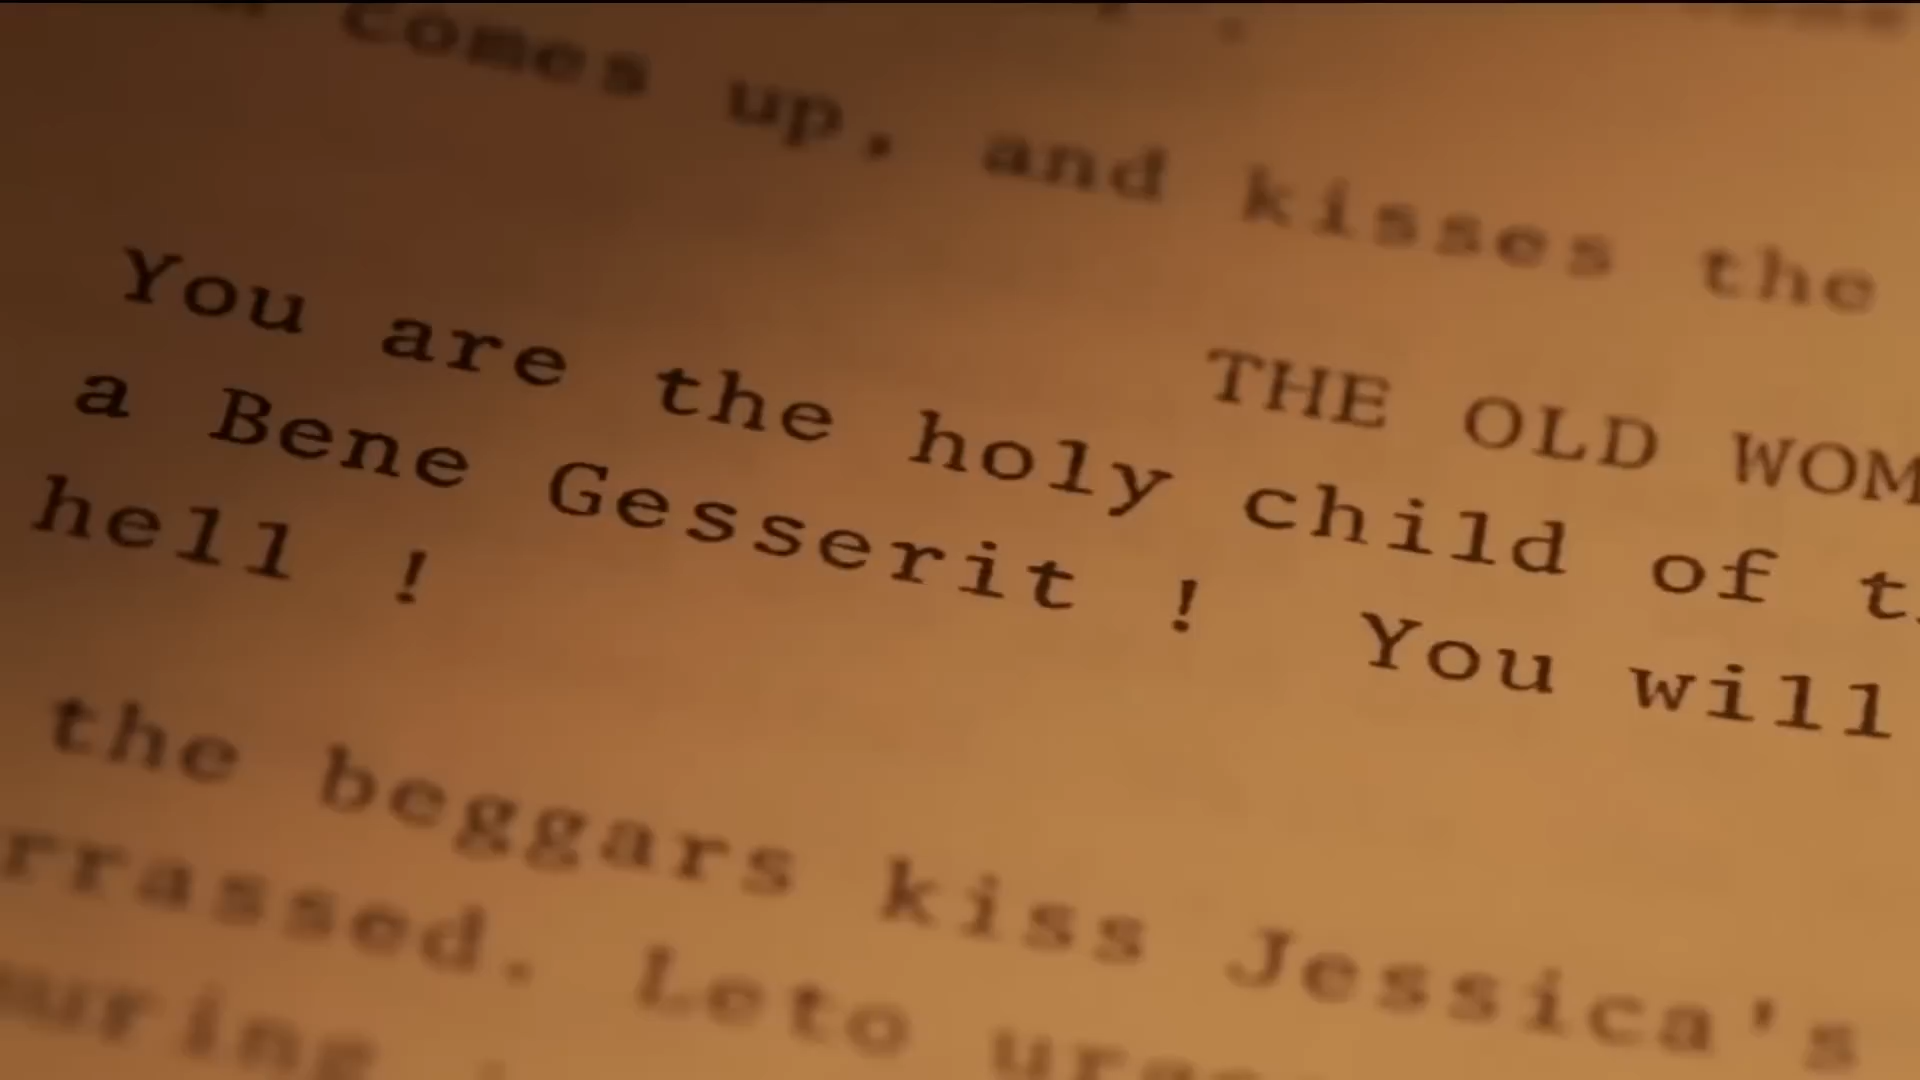 comes up, and kisses the
THE OLD WOM
You are the holy child of t
a Bene Gesserit ! You will
hell !
the beggars kiss Jessica's
rrassed. Leto
uring